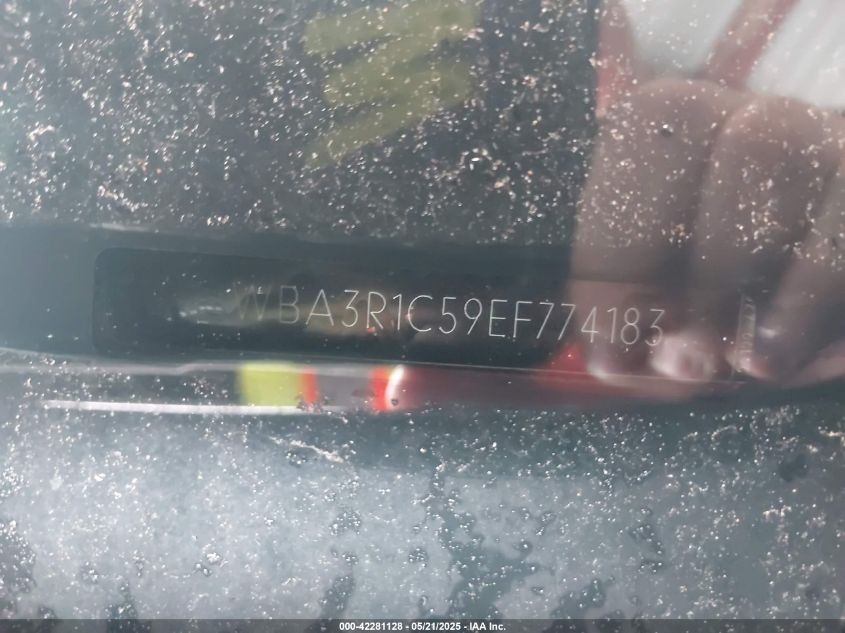 WBA3R1C59EF774183
000-42281128 - 05/21/2025 - IAA Inc.